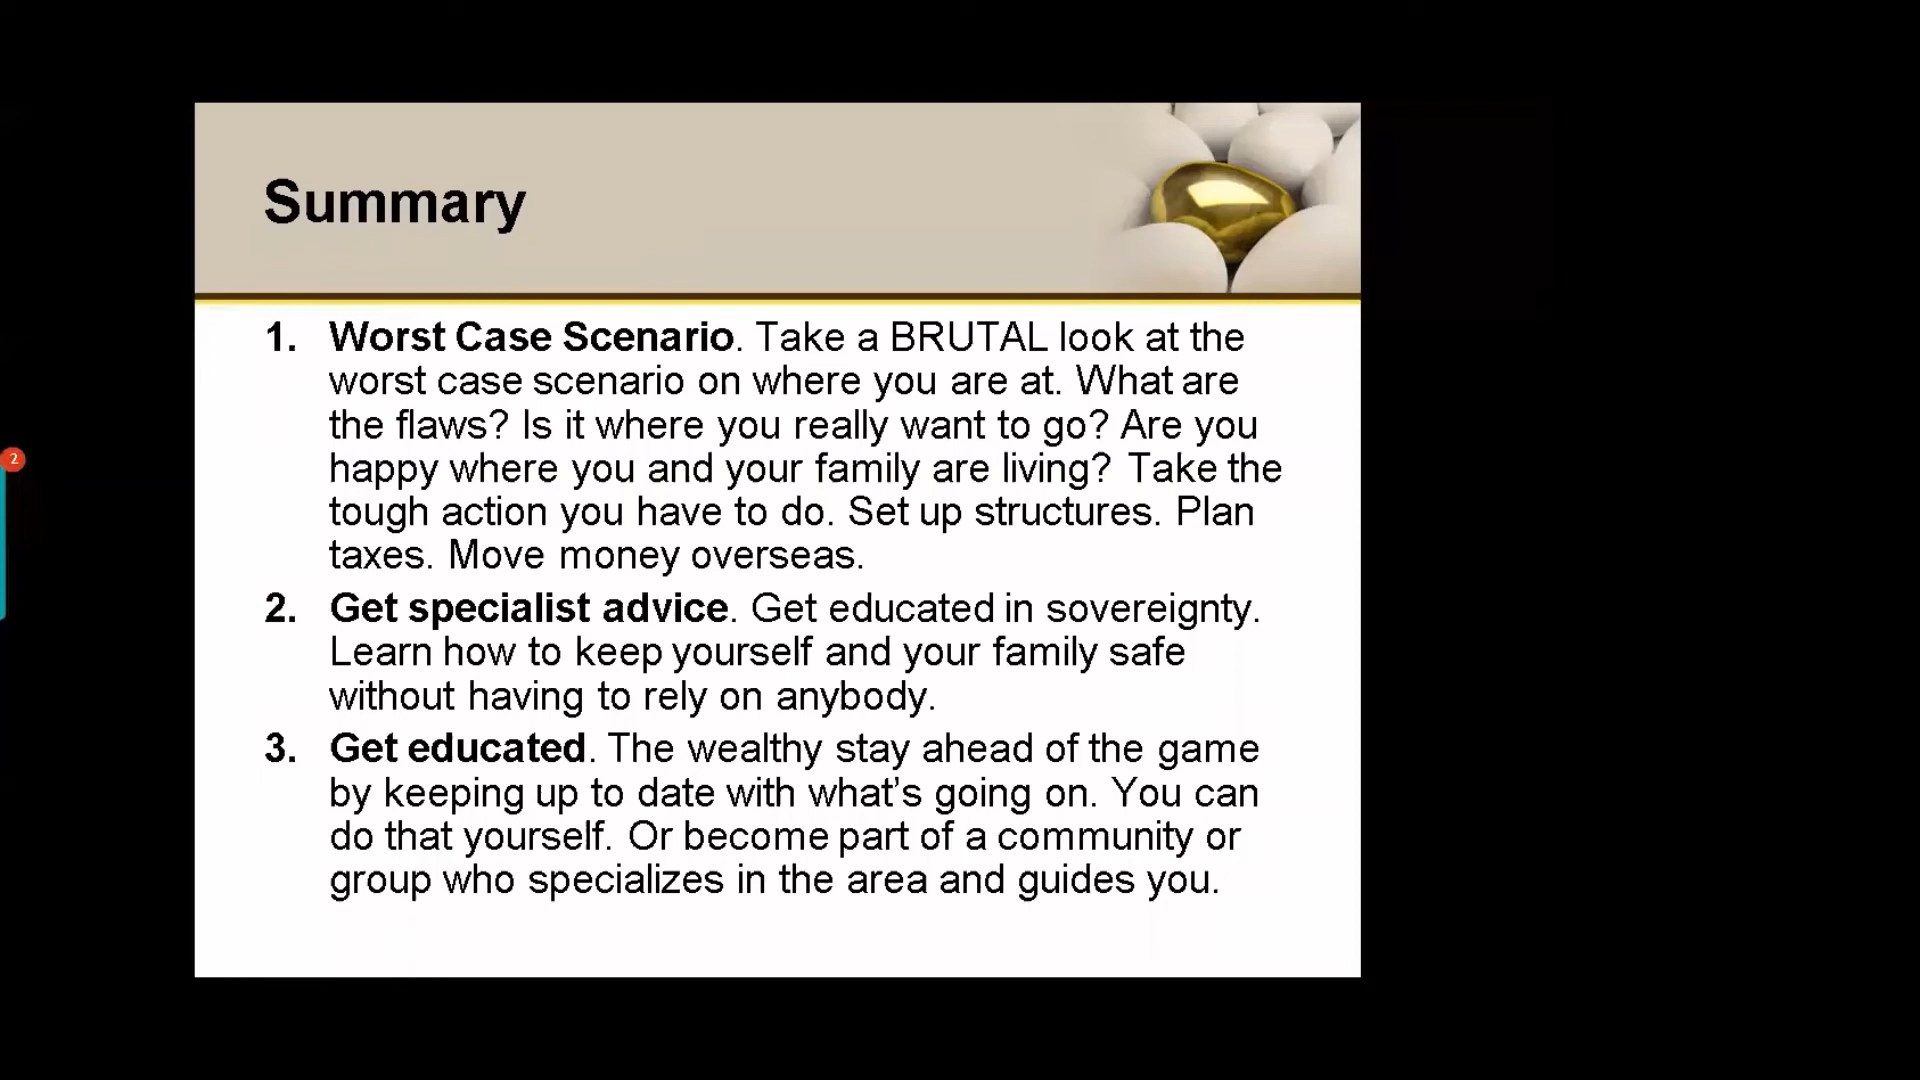 Summary
1. Worst Case Scenario. Take a BRUTAL look at the
worst case scenario on where you are at. What are
the flaws? Is it where you really want to go? Are you
happy where you and your family are living? Take the
tough action you have to do. Set up structures. Plan
taxes. Move money overseas.
2. Get specialist advice. Get educated in sovereignty.
Learn how to keep yourself and your family safe
without having to rely on anybody.
3. Get educated. The wealthy stay ahead of the game
by keeping up to date with what's going on. You can
do that yourself. Or become part of a community or
group who specializes in the area and guides you.
2